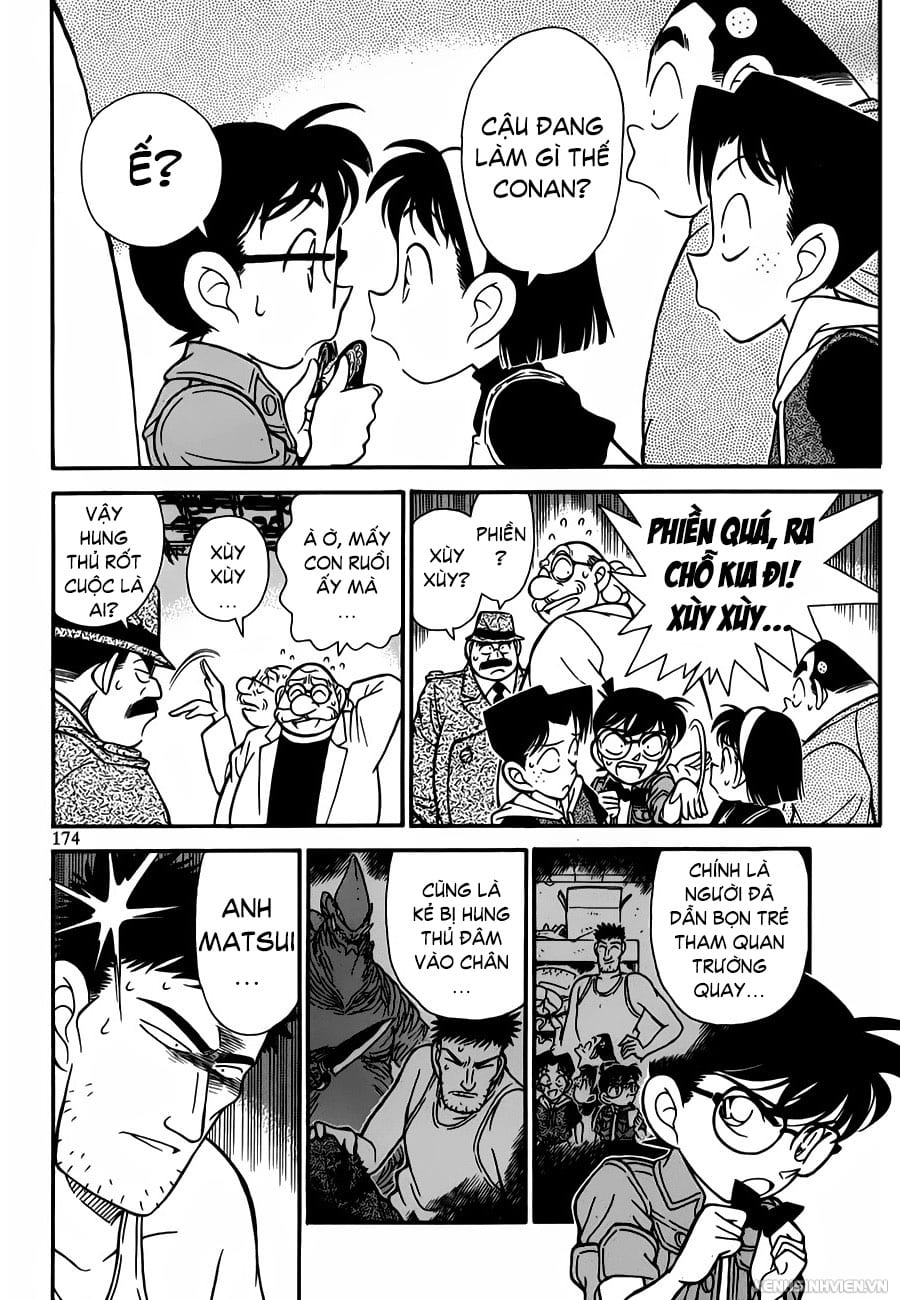 CẬU ĐANG
LÀM GÌ THẾ
CONAN?
Ế?
PHIỀN QUÁ, RA
CHỖ KIA ĐI!
XÙY XÙY...
PHIỀN
?
XÙY
XÙY?
À Ờ, MẤY
CON RUỒI
ẤY MÀ
...
XÙY
XÙY
...
VẬY
HUNG
THỦ RỐT
CUỘC LÀ
AI?
174
CHÍNH LÀ
NGƯỜI ĐÃ
DẪN BỌN TRẺ
THAM QUAN
TRƯỜNG
QUAY...
CŨNG LÀ
KẺ BỊ HUNG
THỦ ĐÂM
VÀO CHÂN
...
ANH
MATSUI
...
KENHSINHVIEN.VN